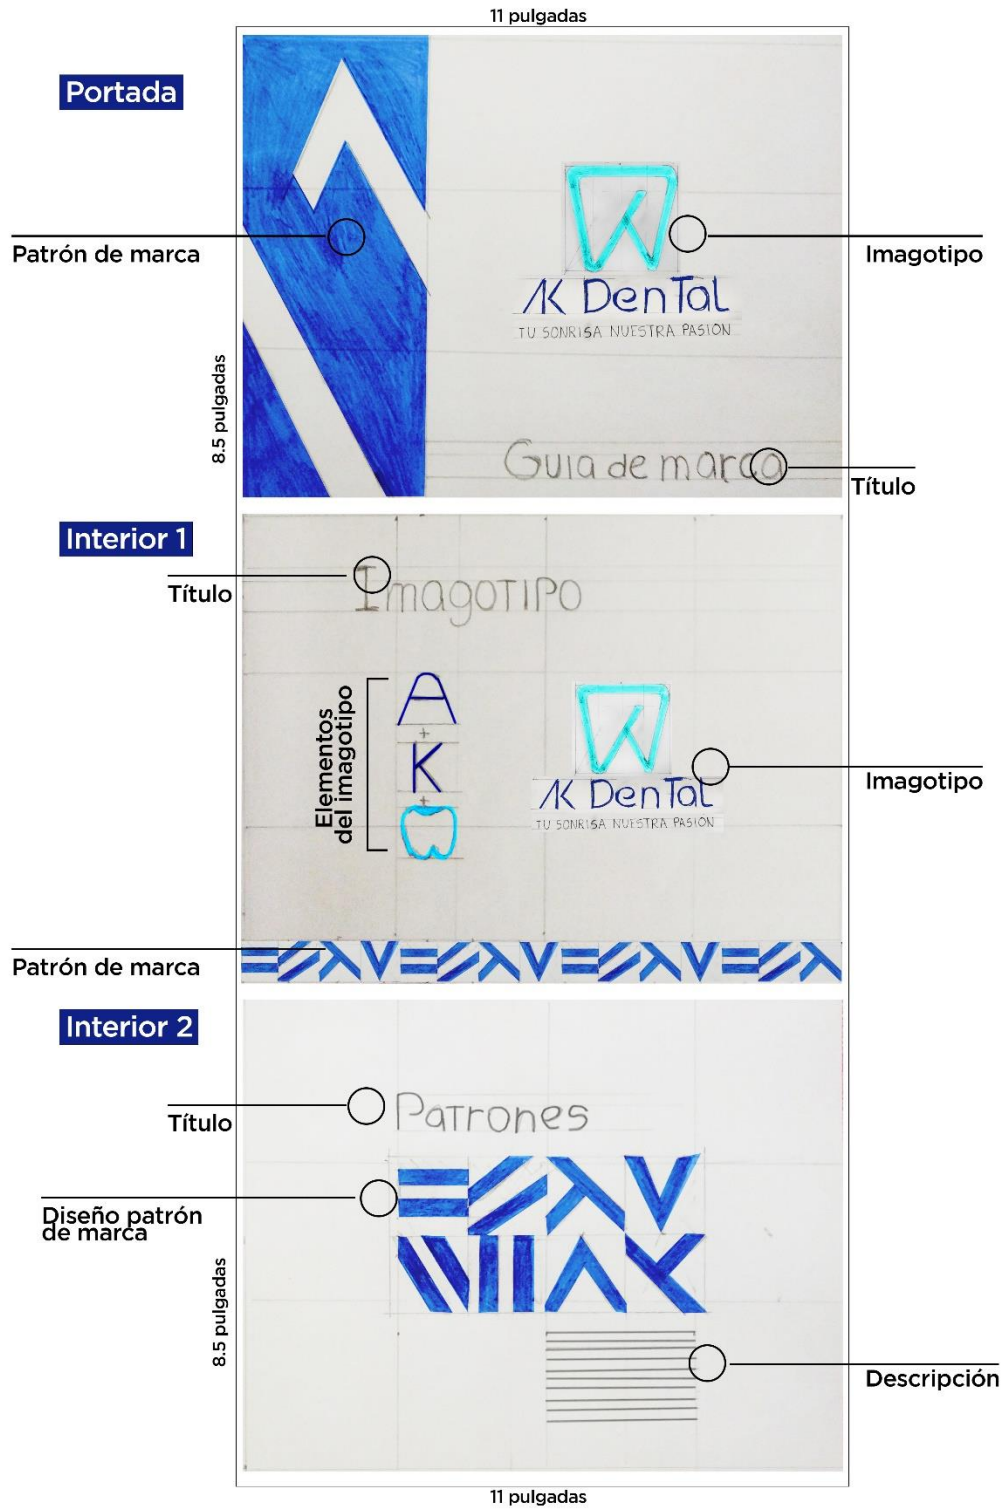 11 pulgadas
Portada
Patrón de marca
Imagotipo
AK DenTal
TU SONRISA NUESTRA PASION
8.5 pulgadas
Guia de marca
Título
Interior 1
Título
ImagoTIPO
Elementos
del imagotipo
A
+
K
+
AK DenTal
TU SONRISA NUESTRA PASION
Imagotipo
Patrón de marca
Interior 2
Título
PaTrones
Diseño patrón
de marca
8.5 pulgadas
Descripción
11 pulgadas